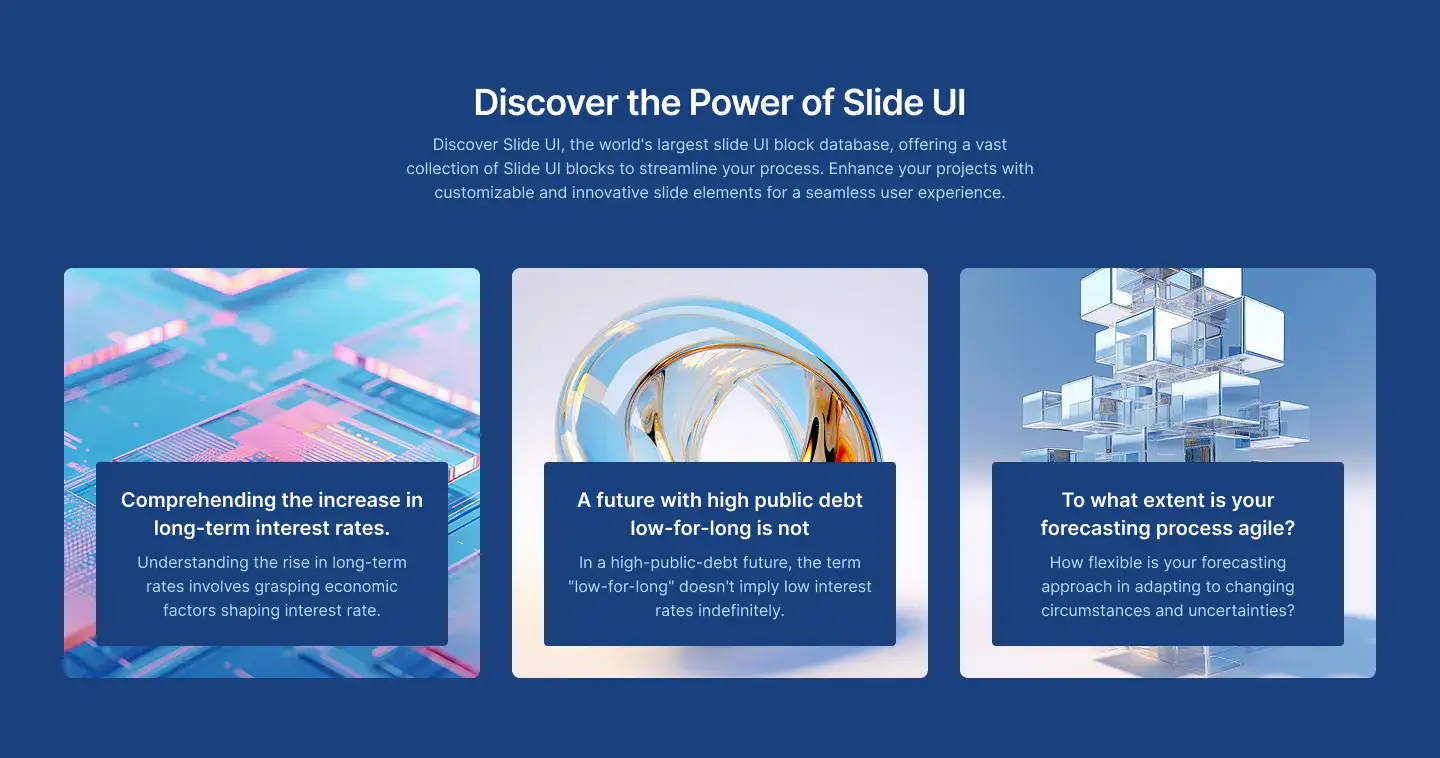 Discover the Power of Slide UI
Discover Slide UI, the world's largest slide UI block database, offering a vast
collection of Slide UI blocks to streamline your process. Enhance your projects with
customizable and innovative slide elements for a seamless user experience.
Comprehending the increase in
long-term interest rates.
Understanding the rise in long-term
rates involves grasping economic
factors shaping interest rate.
A future with high public debt
low-for-long is not
In a high-public-debt future, the term
"low-for-long" doesn't imply low interest
rates indefinitely.
To what extent is your
forecasting process agile?
How flexible is your forecasting
approach in adapting to changing
circumstances and uncertainties?